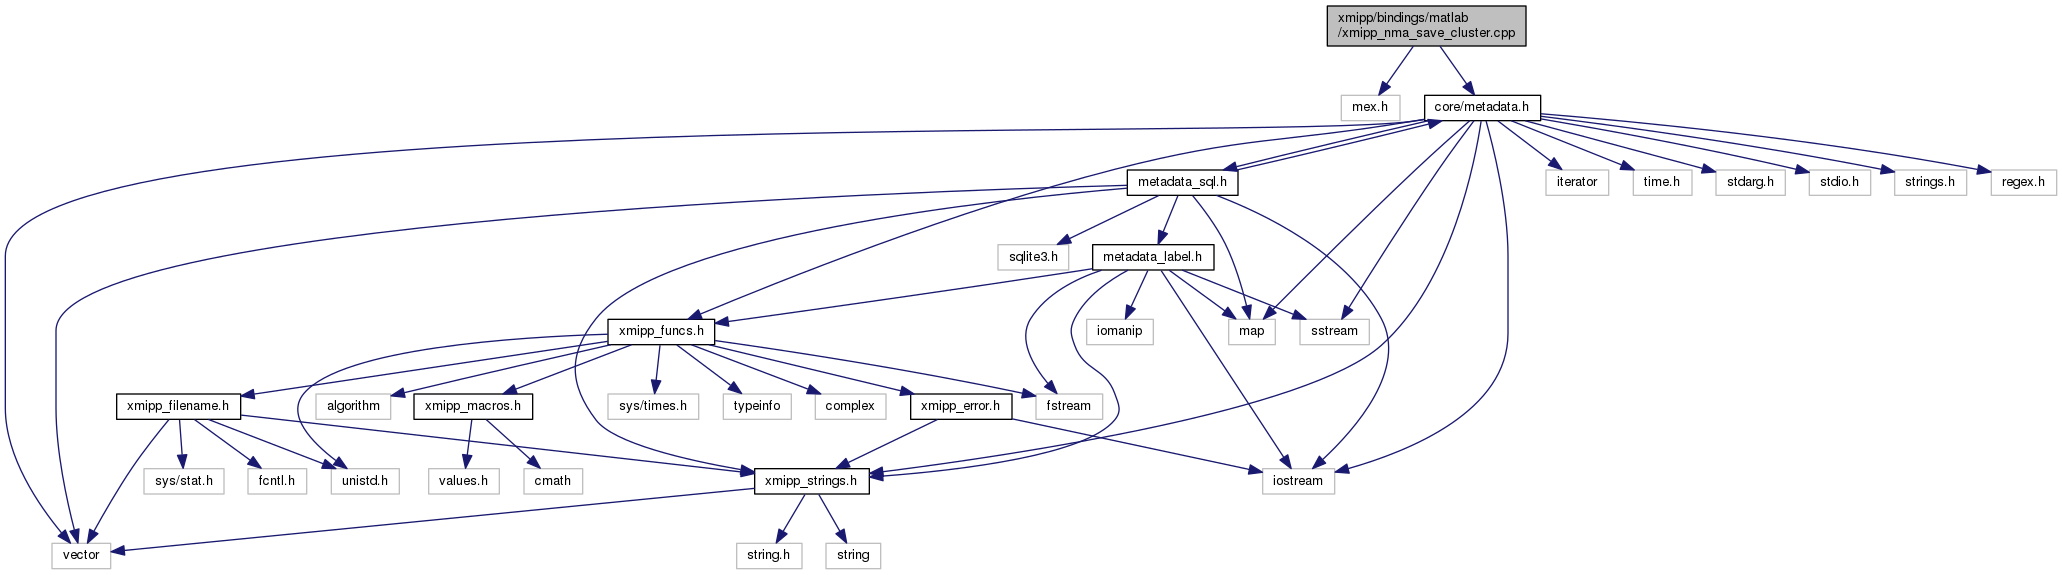 xmipp/bindings/matlab
/xmipp_nma_save_cluster.cpp
mex.h
core/metadata.h
metadata_sql.h
iterator
time.h
stdarg.h
stdio.h
strings.h
regex.h
sqlite3.h
metadata_label.h
xmipp_funcs.h
iomanip
map
sstream
xmipp_filename.h
algorithm
xmipp_macros.h
sys/times.h
typeinfo
complex
xmipp_error.h
fstream
sys/stat.h
fcntl.h
unistd.h
values.h
cmath
xmipp_strings.h
iostream
vector
string.h
string